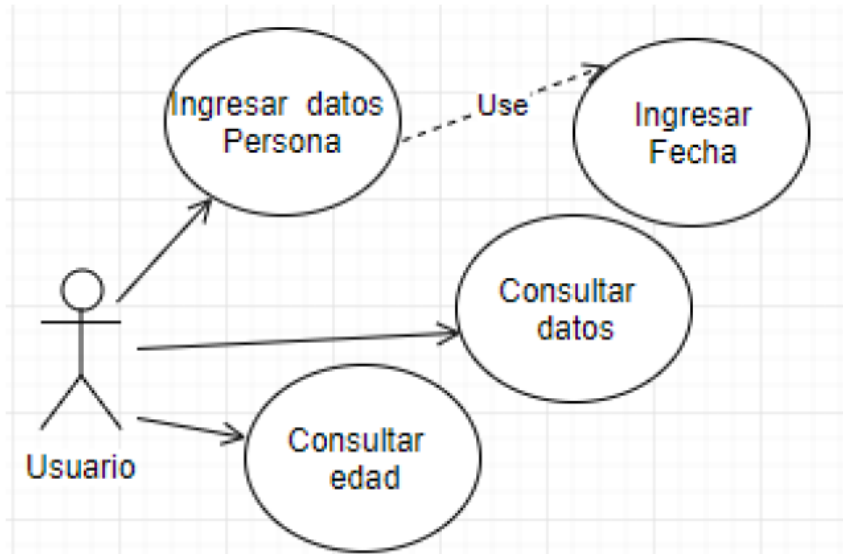 Ingresar datos
Persona
Use
Ingresar
Fecha
Consultar
datos
Consultar
edad
Usuario